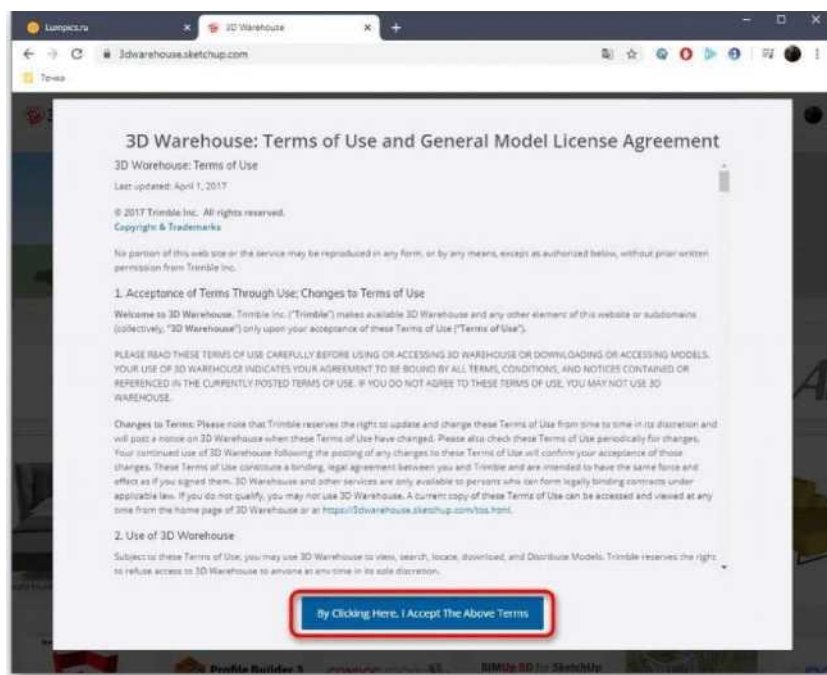 Lumpics.ru
3D Warehouse
3dwarehouse.sketchup.com
Точка
3D Warehouse: Terms of Use and General Model License Agreement
3D Warehouse: Terms of Use
Last updated: April 1, 2017
© 2017 Trimble Inc. All rights reserved.
Copyright & Trademarks
No portion of this web site or the service may be reproduced in any form, or by any means, except as authorized below, without prior written
permission from Trimble Inc.
1. Acceptance of Terms Through Use; Changes to Terms of Use
Welcome to 3D Warehouse. Trimble Inc. ("Trimble") makes available 3D Warehouse and any other element of this website or subdomains
(collectively, "3D Warehouse") only upon your acceptance of these Terms of Use ("Terms of Use").
PLEASE READ THESE TERMS OF USE CAREFULLY BEFORE USING OR ACCESSING 3D WAREHOUSE OR DOWNLOADING OR ACCESSING MODELS.
YOUR USE OF 3D WAREHOUSE INDICATES YOUR AGREEMENT TO BE BOUND BY ALL TERMS, CONDITIONS, AND NOTICES CONTAINED OR
REFERENCED IN THE CURRENTLY POSTED TERMS OF USE. IF YOU DO NOT AGREE TO THESE TERMS OF USE, YOU MAY NOT USE 3D
WAREHOUSE.
Changes to Terms: Please note that Trimble reserves the right to update and change these Terms of Use from time to time in its discretion and
will post a notice on 3D Warehouse when these Terms of Use have changed. Please also check these Terms of Use periodically for changes.
Your continued use of 3D Warehouse following the posting of any changes to these Terms of Use will confirm your acceptance of those
changes. These Terms of Use constitute a binding, legal agreement between you and Trimble and are intended to have the same force and
effect as if you signed them. 3D Warehouse and other services are only available to persons who can form legally binding contracts under
applicable law. If you do not qualify, you may not use 3D Warehouse. A current copy of these Terms of Use can be accessed and viewed at any
time from the home page of 3D Warehouse or at https://3dwarehouse.sketchup.com/tos.html.
2. Use of 3D Warehouse
Subject to these Terms of Use, you may use 3D Warehouse to view, search, locate, download, and Distribute Models. Trimble reserves the right
to refuse access to 3D Warehouse to anyone at any time in its sole discretion.
By Clicking Here, I Accept The Above Terms
Profile Builder 3
SIMUp 5D for SketchUp